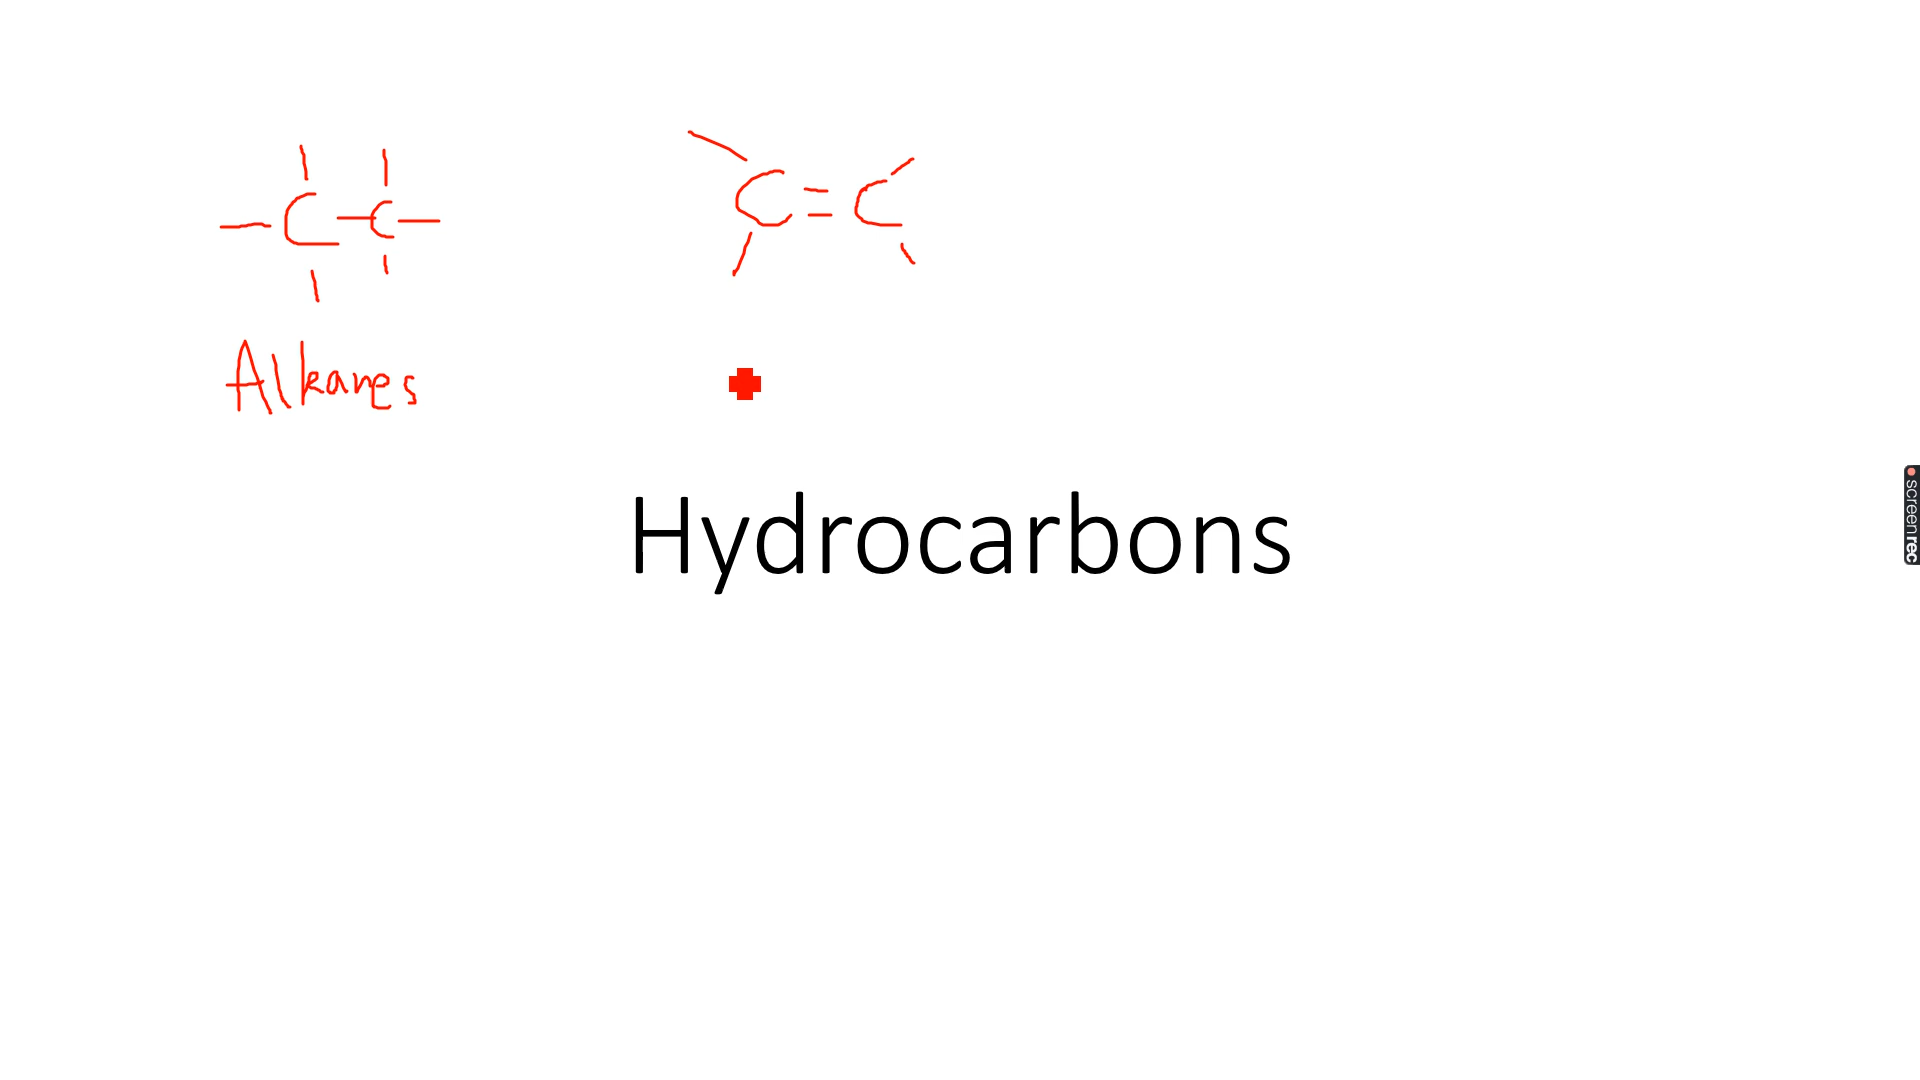 C - C
C = C
Alkanes
Hydrocarbons
screenrec